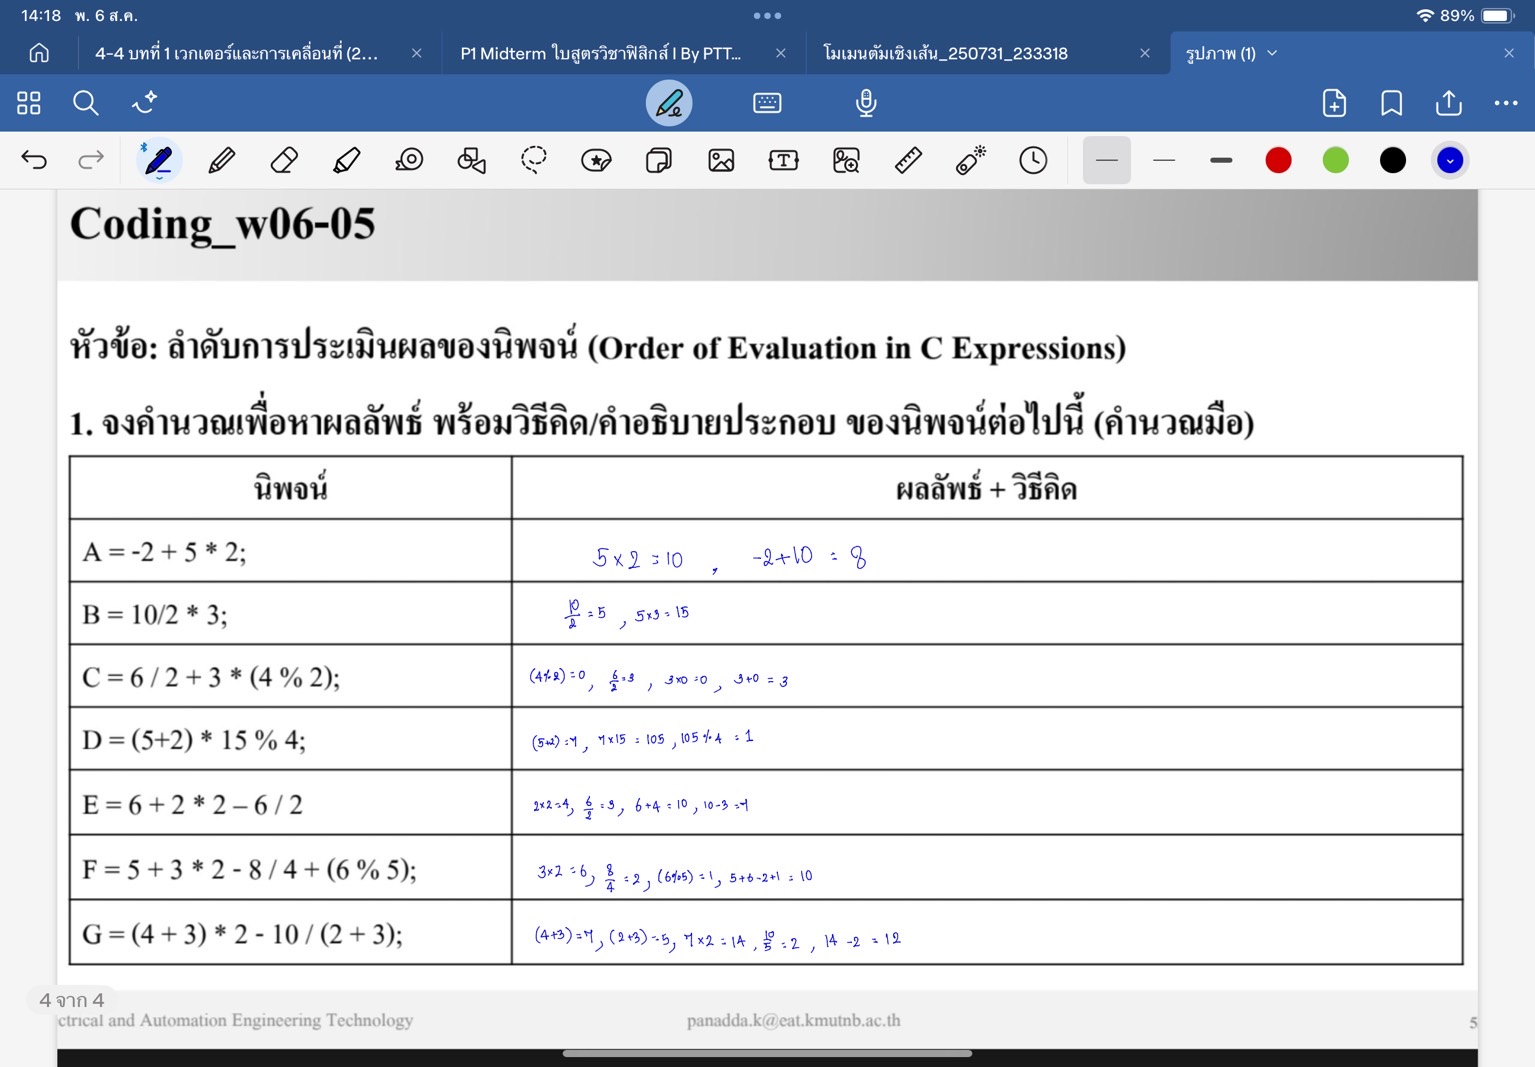 14:18 พ. 6 ส.ค.
89%
4-4 บทที่ 1 เวกเตอร์และการเคลื่อนที่ (2...
P1 Midterm ใบสูตรวิชาฟิสิกส์ I By PTT...
โมเมนตัมเชิงเส้น_250731_233318
รูปภาพ (1)
Coding_w06-05
หัวข้อ: ลำดับการประเมินผลของนิพจน์ (Order of Evaluation in C Expressions)
1. จงคำนวณเพื่อหาผลลัพธ์ พร้อมวิธีคิด/คำอธิบายประกอบ ของนิพจน์ต่อไปนี้ (คำนวณมือ)
นิพจน์ ผลลัพธ์ + วิธีคิด
A = -2 + 5 * 2; 5 × 2 = 10 , -2+10 = 8
B = 10/2 * 3; 10/2 = 5 , 5×3 = 15
C = 6 / 2 + 3 * (4 % 2); (4%2) = 0 , 6/2 = 3 , 3×0 = 0 , 3+0 = 3
D = (5+2) * 15 % 4; (5+2) = 7 , 7×15 = 105 , 105 % 4 = 1
E = 6 + 2 * 2 – 6 / 2 2×2 = 4, 6/2 = 3, 6+4 = 10 , 10-3 = 7
F = 5 + 3 * 2 - 8 / 4 + (6 % 5); 3×2 = 6, 8/4 = 2 , (6%5) = 1, 5+6-2+1 = 10
G = (4 + 3) * 2 - 10 / (2 + 3); (4+3) = 7 , (2+3) = 5, 7×2 = 14 , 10/5 = 2 , 14 - 2 = 12
4 จาก 4
ctrical and Automation Engineering Technology panadda.k@eat.kmutnb.ac.th 5